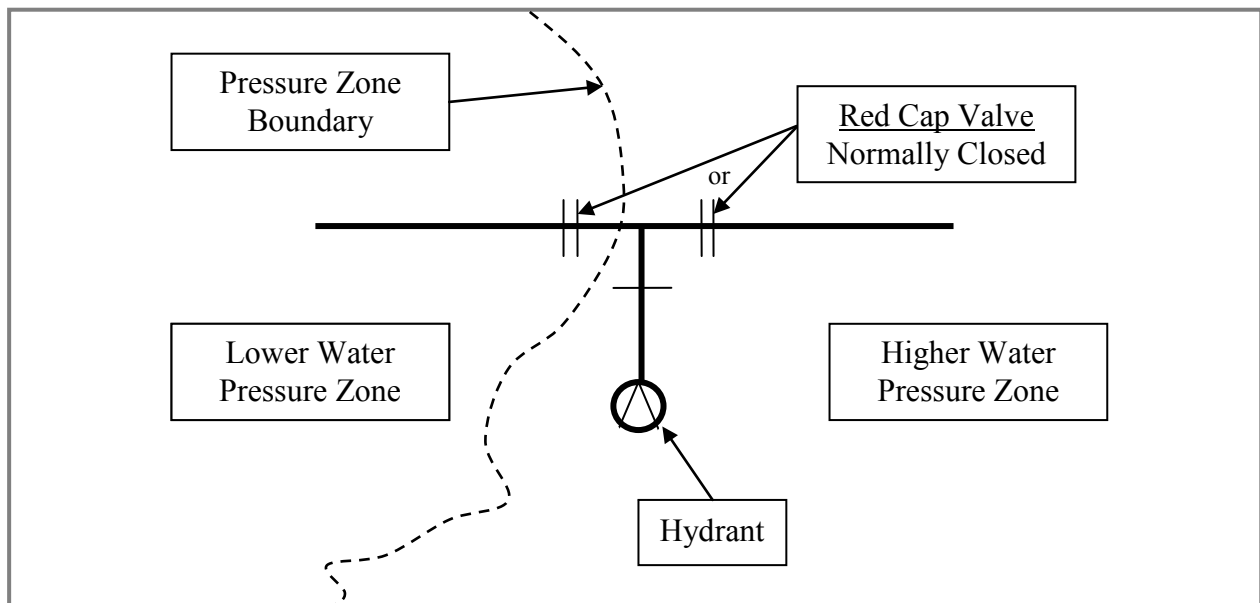 Pressure Zone
Boundary
Red Cap Valve
Normally Closed
or
Lower Water
Pressure Zone
Higher Water
Pressure Zone
Hydrant